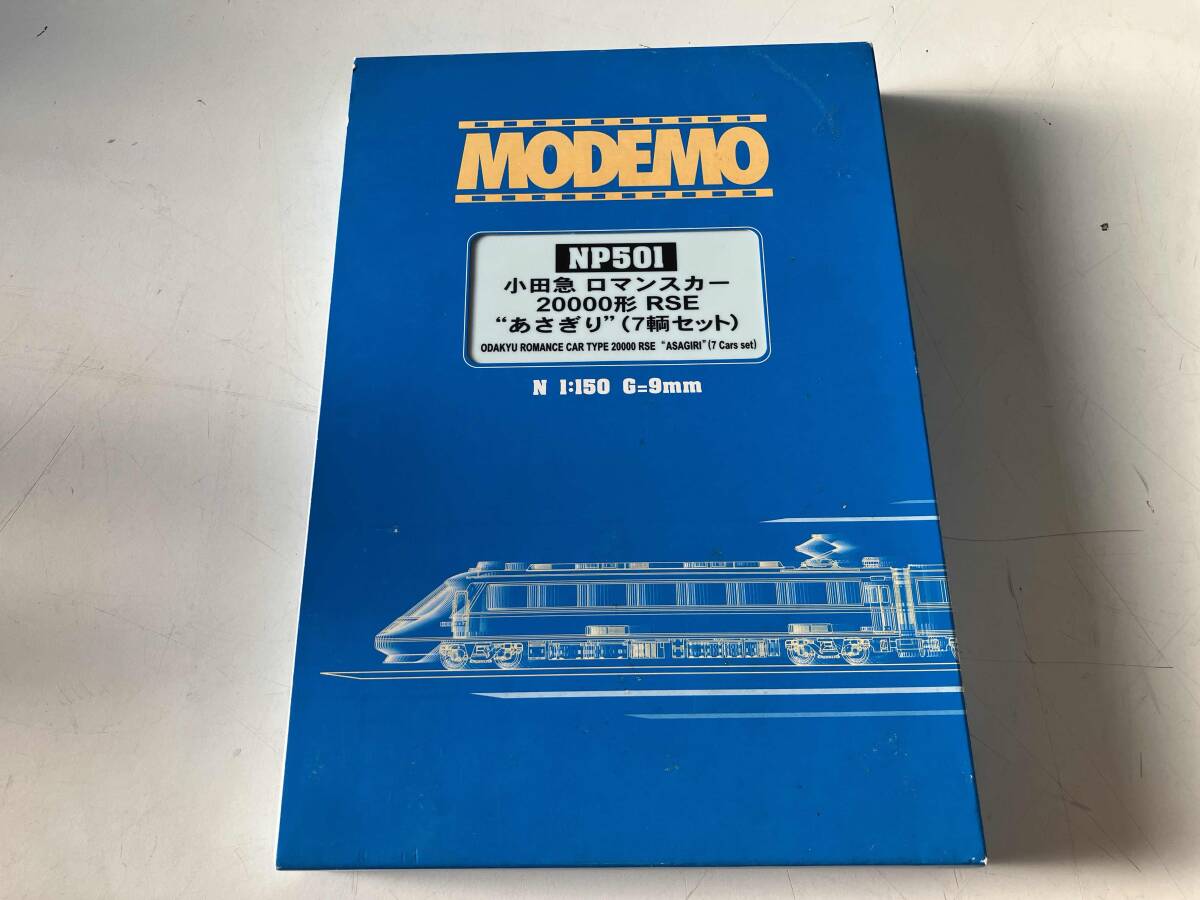 MODEMO
NP501
小田急 ロマンスカー
20000形 RSE
“あさぎり”(7輌セット)
ODAKYU ROMANCE CAR TYPE 20000 RSE “ASAGIRI” (7 Cars set)
N 1:150 G=9mm